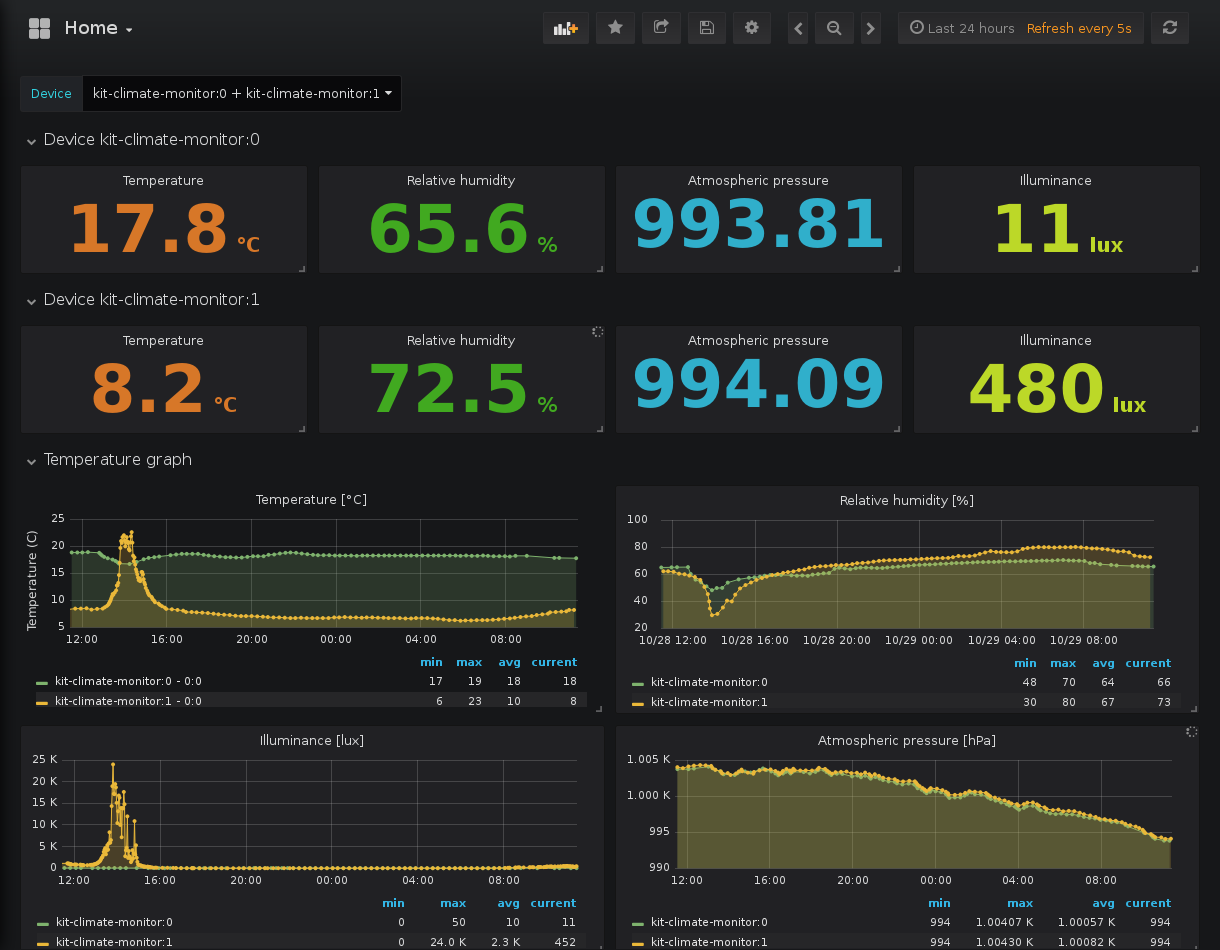 Home
Last 24 hours Refresh every 5s
Device kit-climate-monitor:0 + kit-climate-monitor:1
Device kit-climate-monitor:0
Temperature Relative humidity Atmospheric pressure Illuminance
17.8 °C 65.6 % 993.81 11 lux
Device kit-climate-monitor:1
Temperature Relative humidity Atmospheric pressure Illuminance
8.2 °C 72.5 % 994.09 480 lux
Temperature graph
Temperature [°C]
Temperature (C)
25
20
15
10
5
12:00 16:00 20:00 00:00 04:00 08:00
min max avg current
kit-climate-monitor:0 - 0:0 17 19 18 18
kit-climate-monitor:1 - 0:0 6 23 10 8
Relative humidity [%]
100
80
60
40
20
10/28 12:00 10/28 16:00 10/28 20:00 10/29 00:00 10/29 04:00 10/29 08:00
min max avg current
kit-climate-monitor:0 48 70 64 66
kit-climate-monitor:1 30 80 67 73
Illuminance [lux]
25 K
20 K
15 K
10 K
5 K
0
12:00 16:00 20:00 00:00 04:00 08:00
min max avg current
kit-climate-monitor:0 0 50 10 11
kit-climate-monitor:1 0 24.0 K 2.3 K 452
Atmospheric pressure [hPa]
1.005 K
1.000 K
995
990
12:00 16:00 20:00 00:00 04:00 08:00
min max avg current
kit-climate-monitor:0 994 1.00407 K 1.00057 K 994
kit-climate-monitor:1 994 1.00430 K 1.00082 K 994